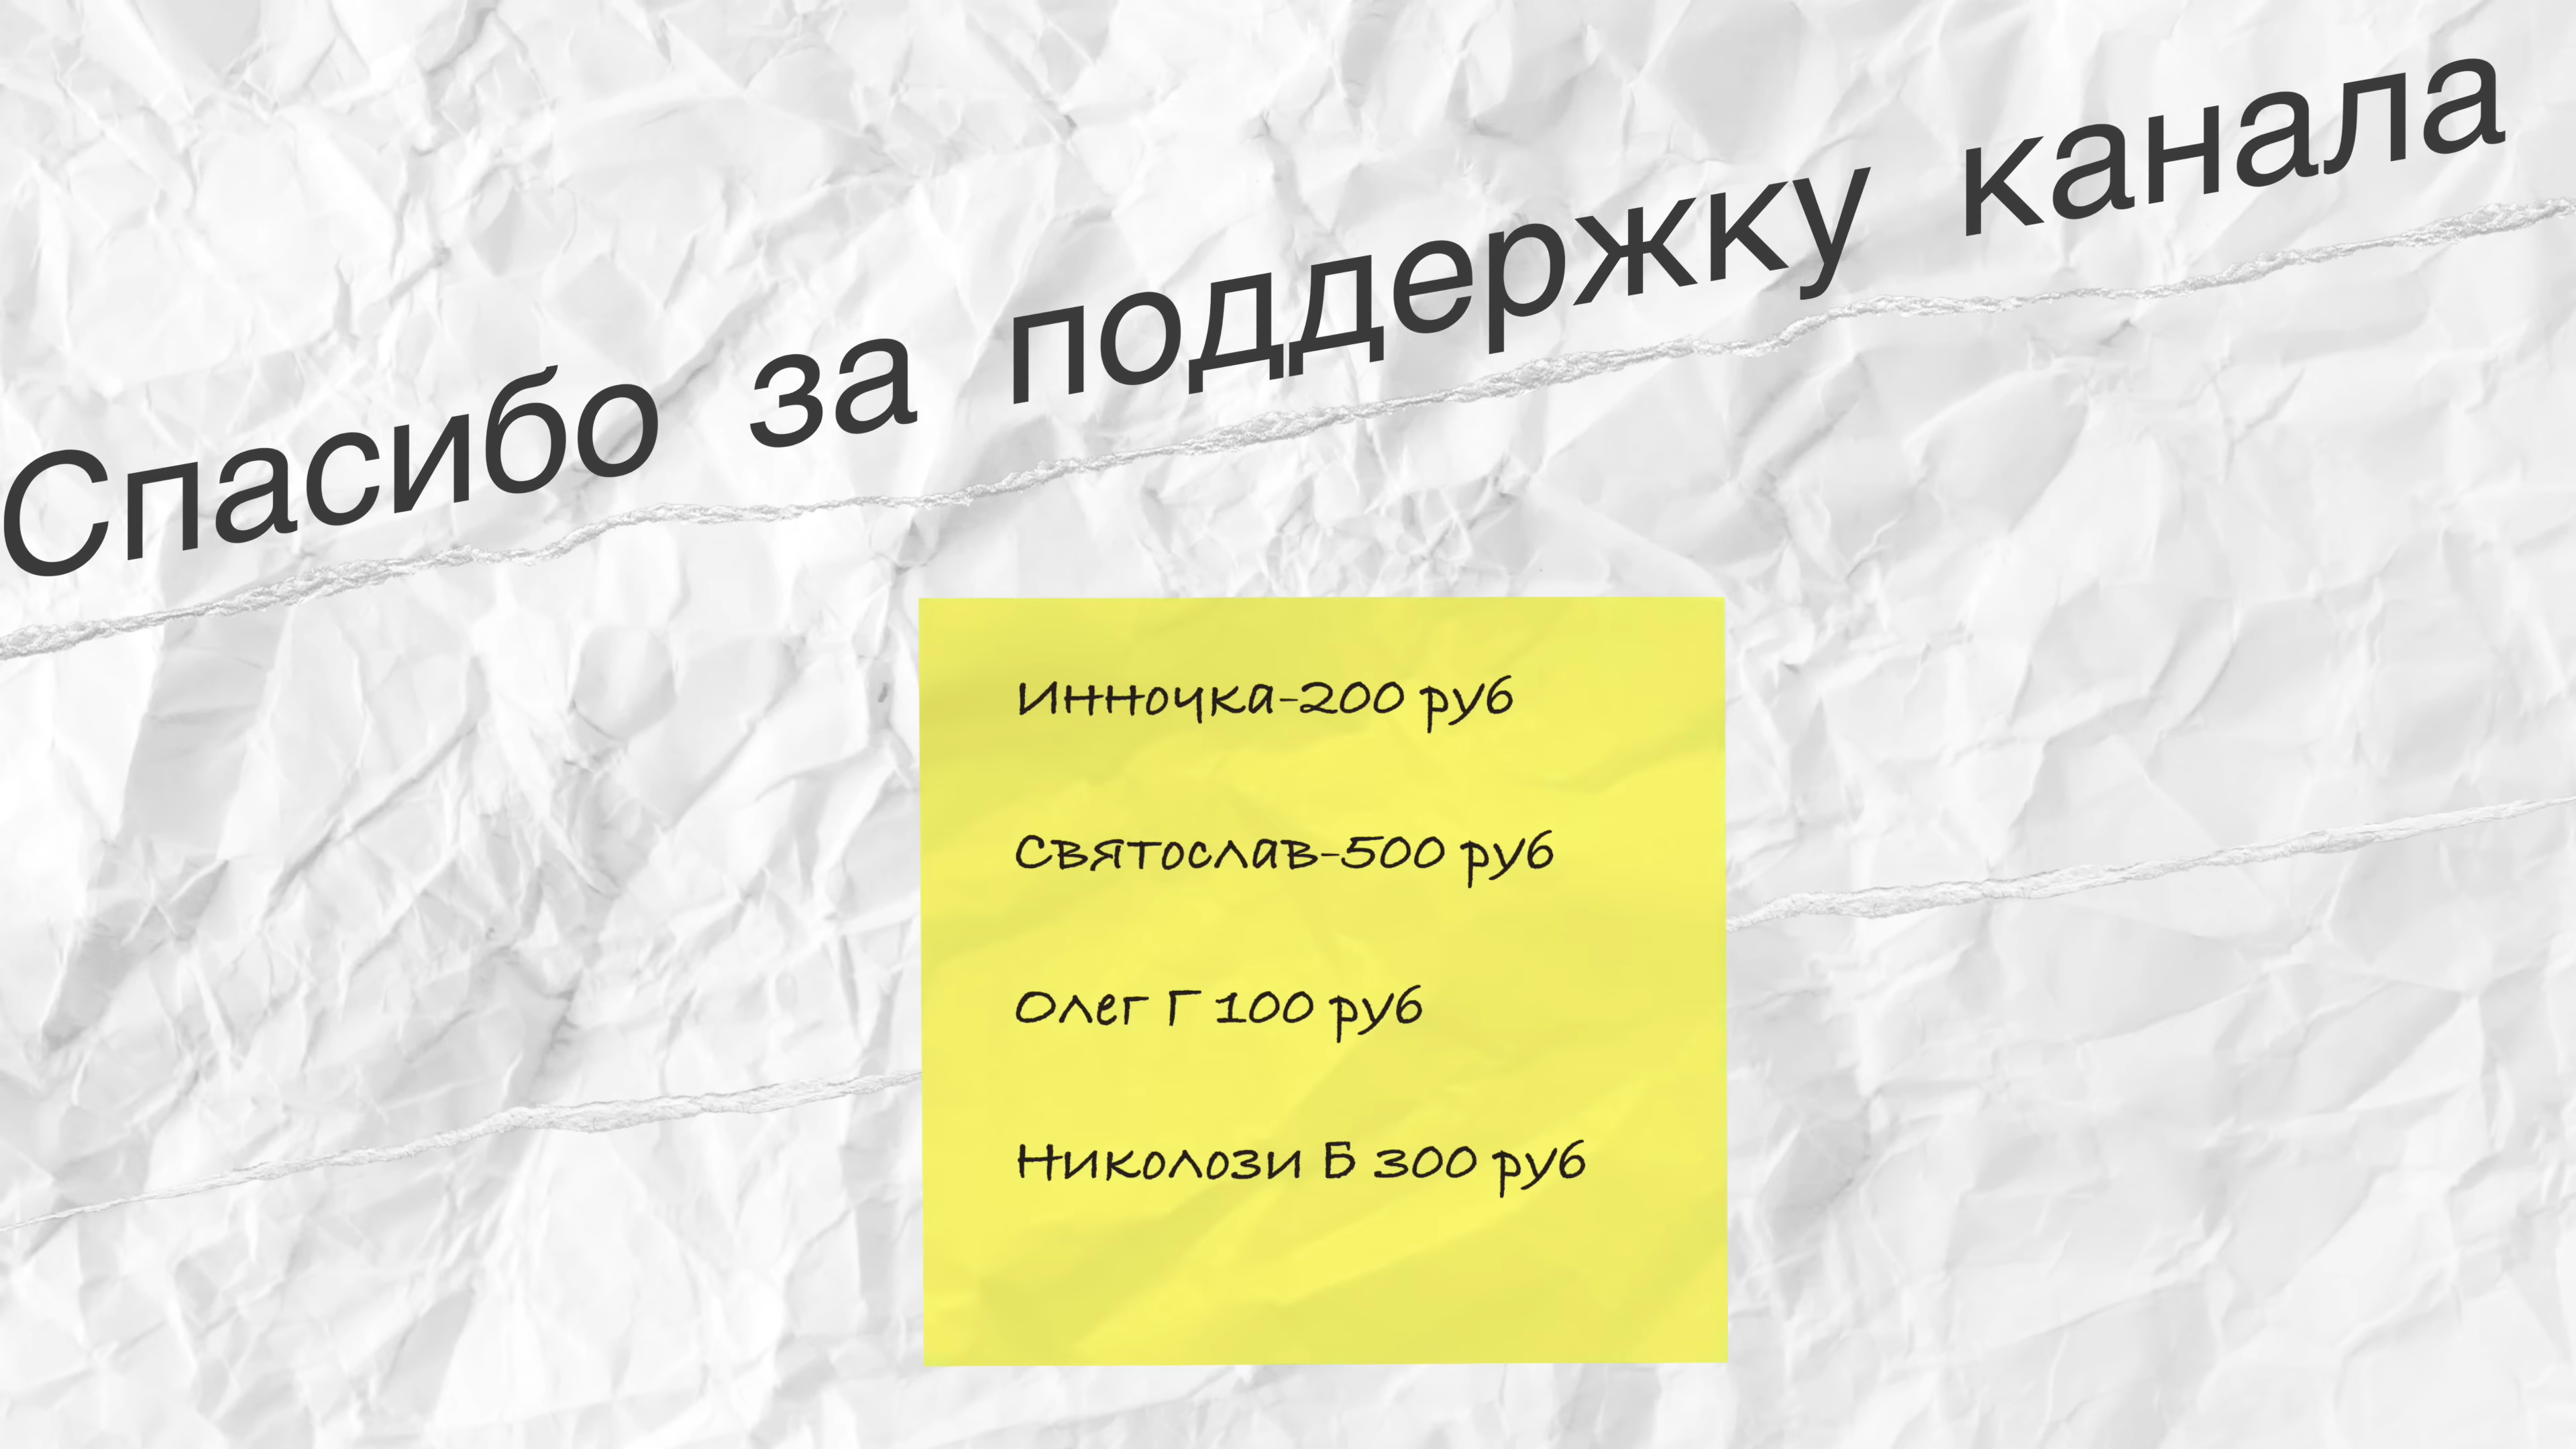 Спасибо за поддержку канала
Инночка-200 руб
Святослав-500 руб
Олег Г 100 руб
Николози Б 300 руб